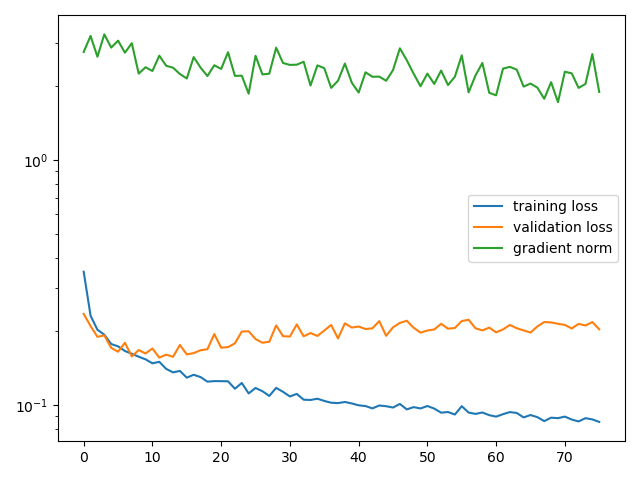 10⁰
10⁻¹
training loss
validation loss
gradient norm
0 10 20 30 40 50 60 70